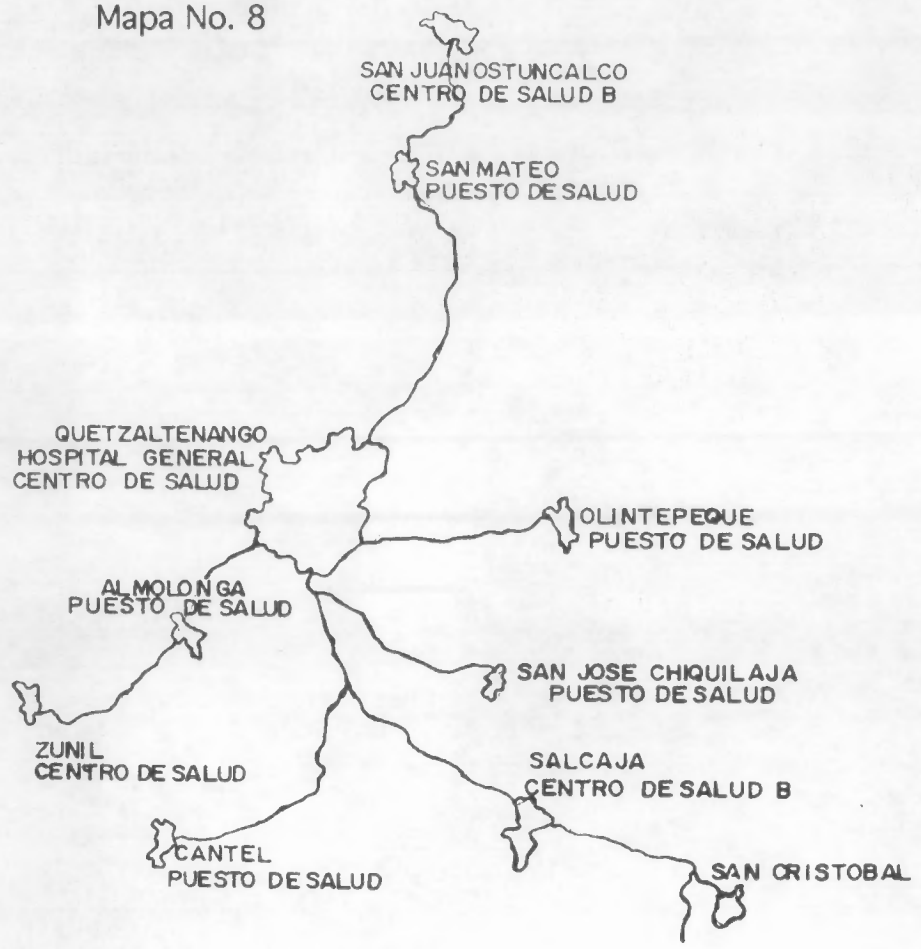 Mapa No. 8
SAN JUAN OSTUNCALCO
CENTRO DE SALUD B
SAN MATEO
PUESTO DE SALUD
QUETZALTENANGO
HOSPITAL GENERAL
CENTRO DE SALUD
OLINTEPEQUE
PUESTO DE SALUD
ALMOLONGA
PUESTO DE SALUD
SAN JOSE CHIQUILAJA
PUESTO DE SALUD
ZUNIL
CENTRO DE SALUD
SALCAJA
CENTRO DE SALUD B
CANTEL
PUESTO DE SALUD
SAN CRISTOBAL